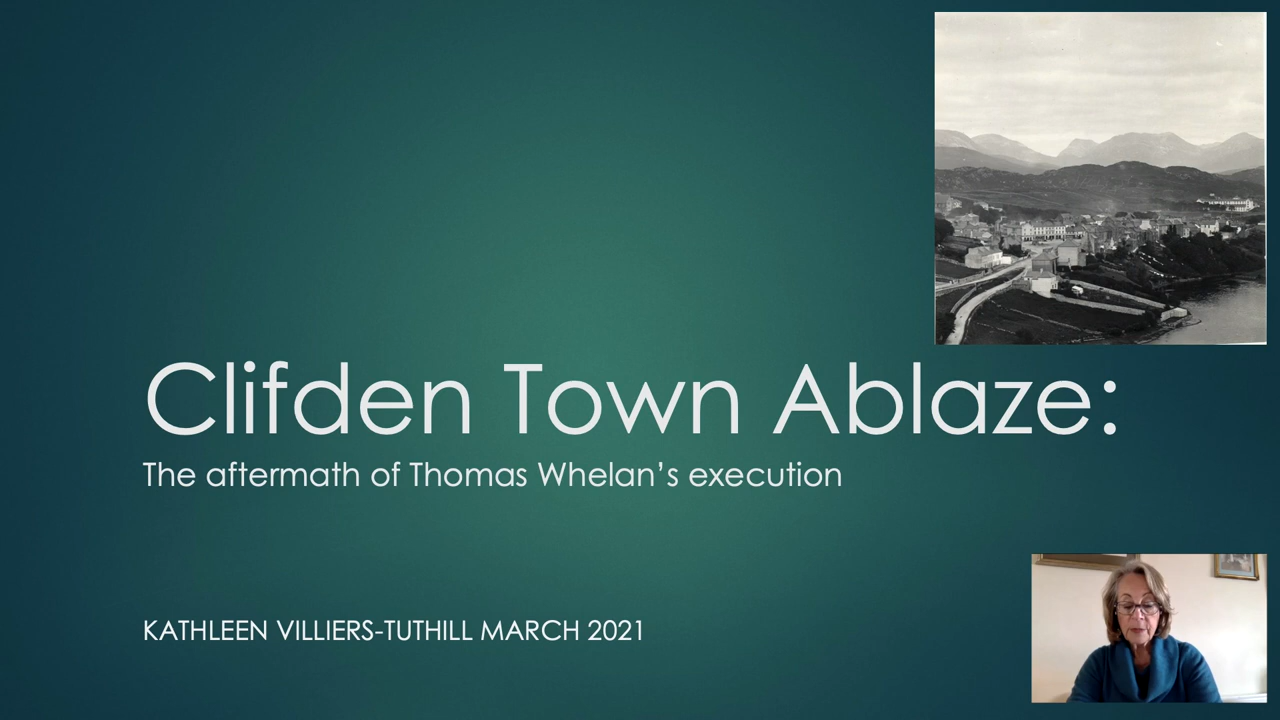 Clifden Town Ablaze:
The aftermath of Thomas Whelan’s execution
KATHLEEN VILLIERS-TUTHILL MARCH 2021